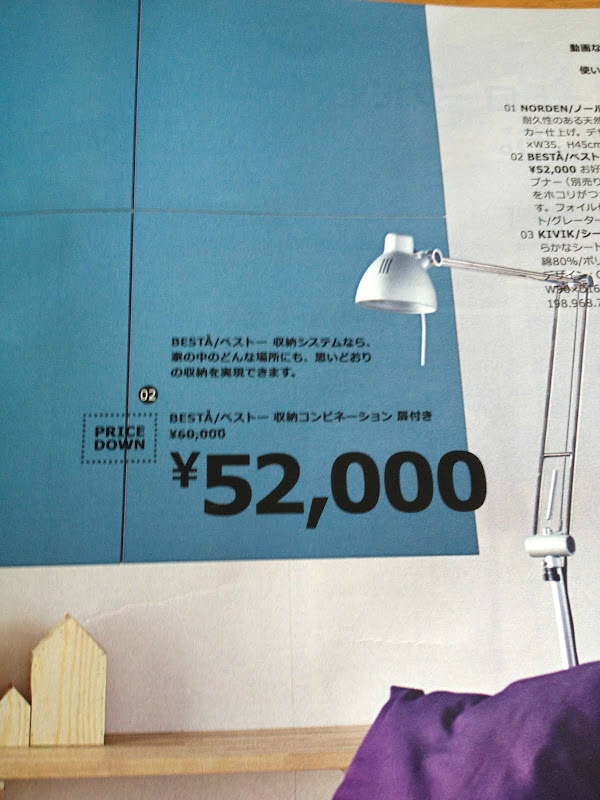 動画な
使い
01 NORDEN/ノール
耐久性のある天然
カー仕上げ。デザ
×W35、H45cm
02 BESTÅ/ベスト
¥52,000 お好
プナー（別売り
をホコリがつ
す。フォイル
ト/グレーター
03 KIVIK/シー
らかなシート
綿80%/ポリ
デザイン：
198.968.7
BESTÅ/ベストー 収納システムなら、
家の中のどんな場所にも、思いどおり
の収納を実現できます。
02
BESTÅ/ベストー 収納コンビネーション 扉付き
¥60,000
PRICE
DOWN
¥52,000